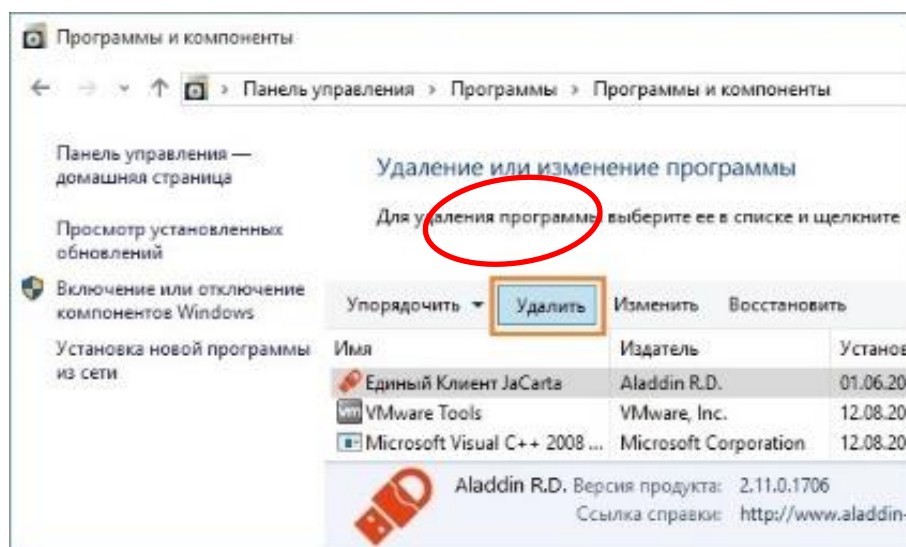 Программы и компоненты
Панель управления › Программы › Программы и компоненты
Панель управления —
домашняя страница
Просмотр установленных
обновлений
Включение или отключение
компонентов Windows
Установка новой программы
из сети
Удаление или изменение программы
Для удаления программы выберите ее в списке и щелкните
Упорядочить Удалить Изменить Восстановить
Имя Издатель Установ
Единый Клиент JaCarta Aladdin R.D. 01.06.20
vm VMware Tools VMware, Inc. 12.08.20
Microsoft Visual C++ 2008 ... Microsoft Corporation 12.08.20
Aladdin R.D. Версия продукта: 2.11.0.1706
Ссылка справки: http://www.aladdin-